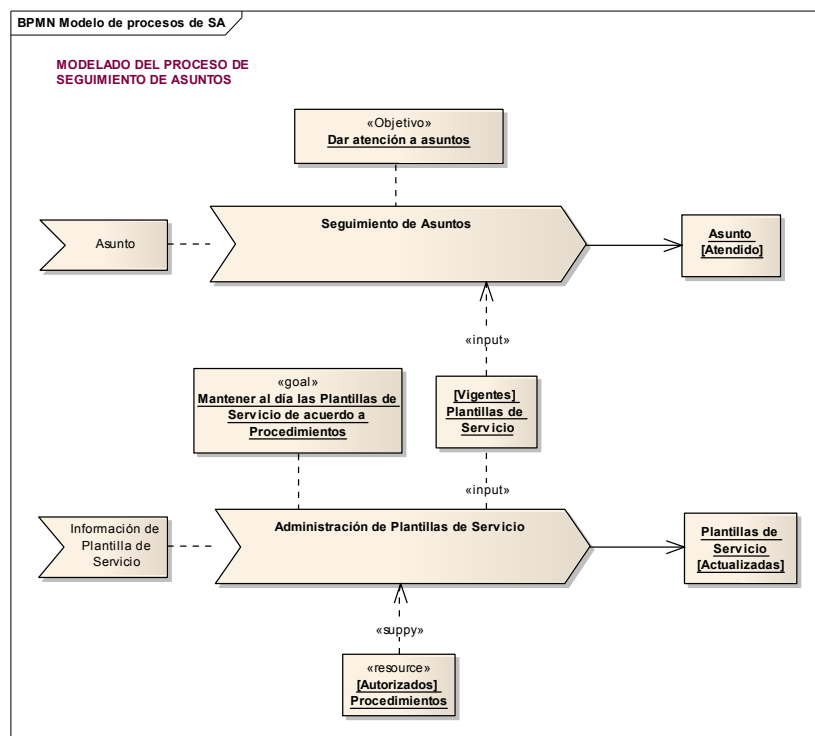 BPMN Modelo de procesos de SA
MODELADO DEL PROCESO DE
SEGUIMIENTO DE ASUNTOS
«Objetivo»
Dar atención a asuntos
Asunto
Seguimiento de Asuntos
Asunto
[Atendido]
«input»
«goal»
Mantener al día las Plantillas de
Servicio de acuerdo a
Procedimientos
[Vigentes]
Plantillas de
Servicio
«input»
Información de
Plantilla de
Servicio
Administración de Plantillas de Servicio
Plantillas de
Servicio
[Actualizadas]
«suppy»
«resource»
[Autorizados]
Procedimientos